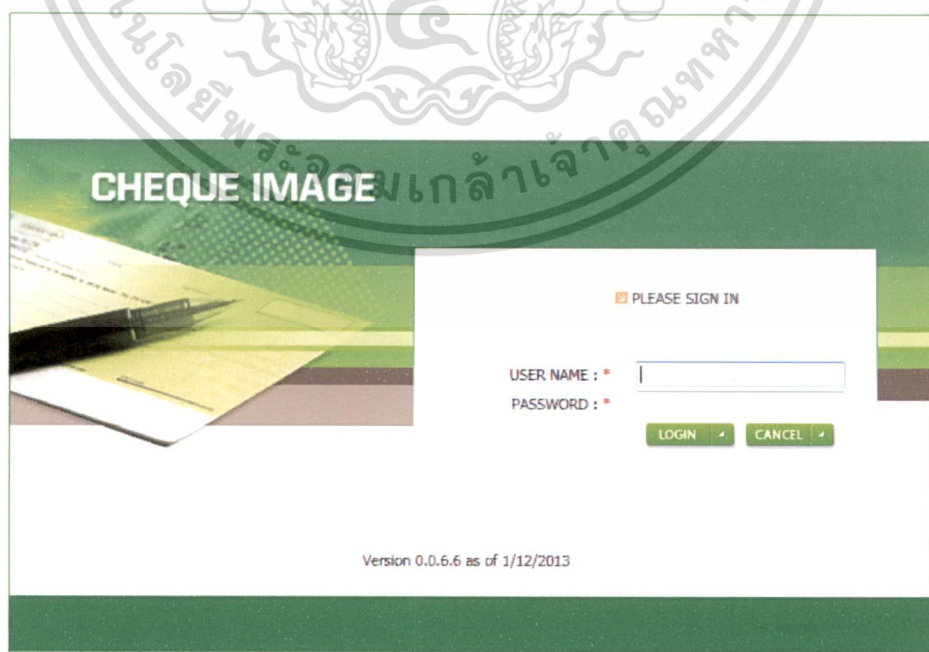 CHEQUE IMAGE
PLEASE SIGN IN
USER NAME : *
PASSWORD : *
LOGIN CANCEL
Version 0.0.6.6 as of 1/12/2013